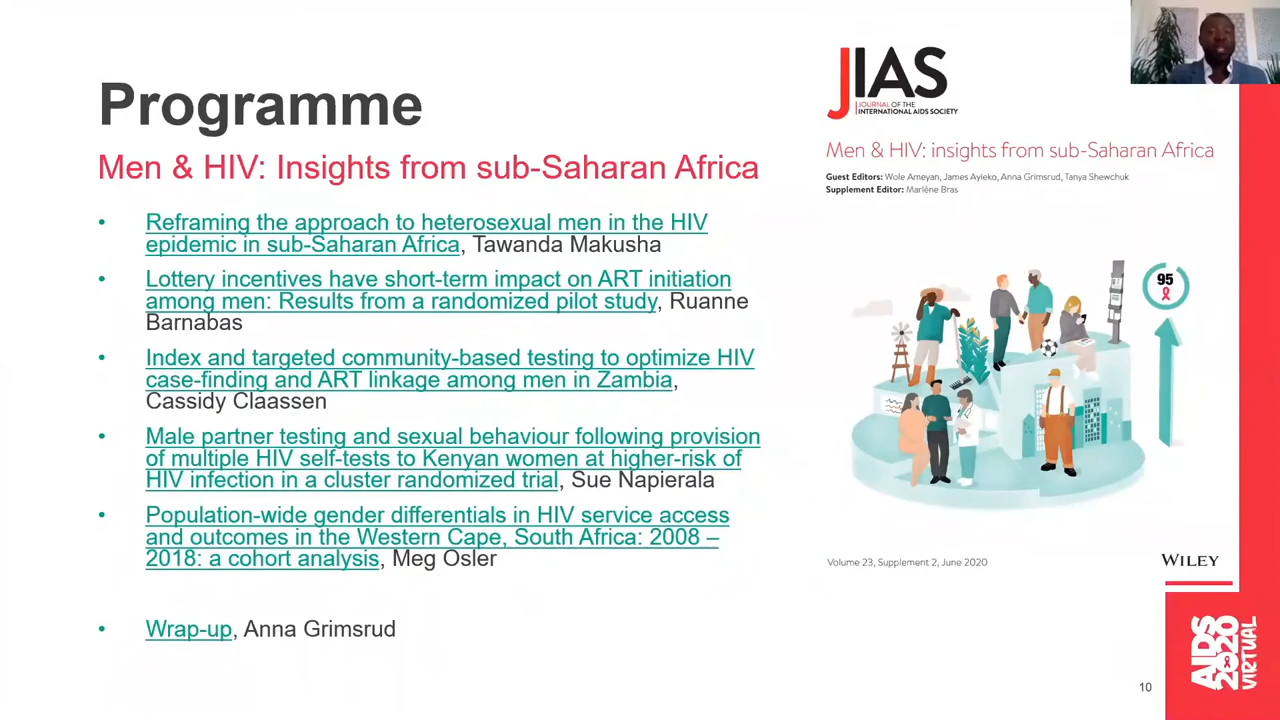 Programme
Men & HIV: Insights from sub-Saharan Africa
• Reframing the approach to heterosexual men in the HIV
epidemic in sub-Saharan Africa, Tawanda Makusha
• Lottery incentives have short-term impact on ART initiation
among men: Results from a randomized pilot study, Ruanne
Barnabas
• Index and targeted community-based testing to optimize HIV
case-finding and ART linkage among men in Zambia,
Cassidy Claassen
• Male partner testing and sexual behaviour following provision
of multiple HIV self-tests to Kenyan women at higher-risk of
HIV infection in a cluster randomized trial, Sue Napierala
• Population-wide gender differentials in HIV service access
and outcomes in the Western Cape, South Africa: 2008 –
2018: a cohort analysis, Meg Osler
• Wrap-up, Anna Grimsrud
JIAS
JOURNAL OF THE
INTERNATIONAL AIDS SOCIETY
Men & HIV: insights from sub-Saharan Africa
Guest Editors: Wole Ameyan, James Ayieko, Anna Grimsrud, Tanya Shewchuk
Supplement Editor: Marlène Bras
95
Volume 23, Supplement 2, June 2020
WILEY
AIDS
2020
VIRTUAL
10